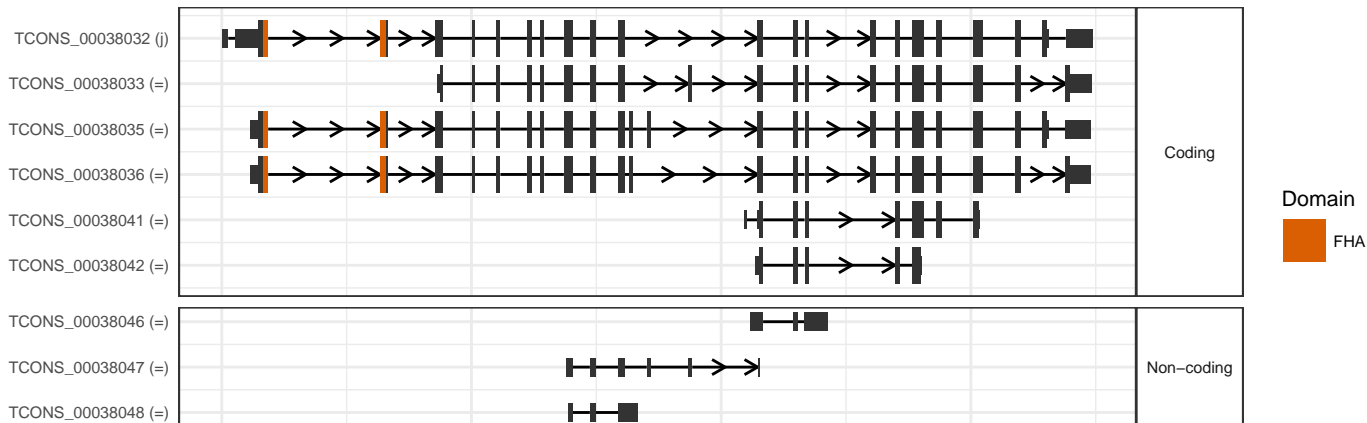 TCONS_00038032 (j)
TCONS_00038033 (=)
TCONS_00038035 (=)
TCONS_00038036 (=)
TCONS_00038041 (=)
TCONS_00038042 (=)
Coding
TCONS_00038046 (=)
TCONS_00038047 (=)
TCONS_00038048 (=)
Non−coding
Domain
FHA